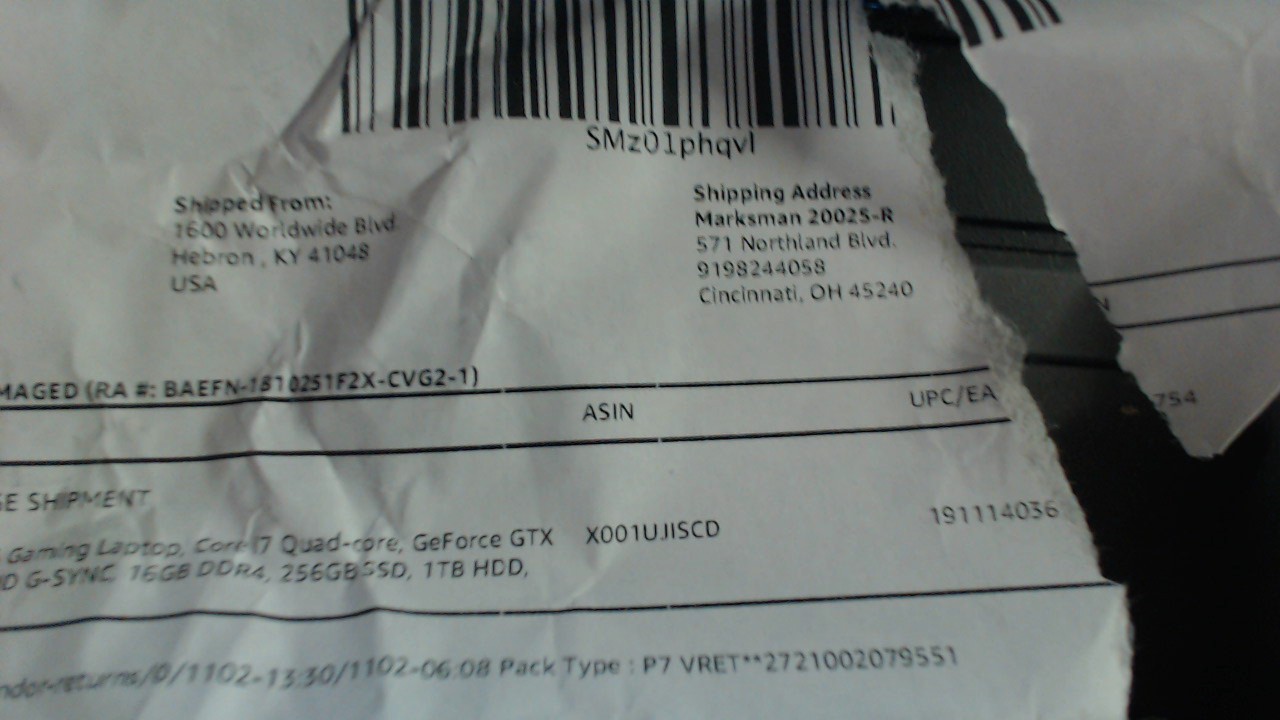 SMz01phqvl
Shipped From:
1600 Worldwide Blvd
Hebron , KY 41048
USA
Shipping Address
Marksman 20025-R
571 Northland Blvd.
9198244058
Cincinnati, OH 45240
MAGED (RA #: BAEFN-1810251F2X-CVG2-1)
ASIN UPC/EA N
SE SHIPMENT
Gaming Laptop, Core i7 Quad-core, GeForce GTX X001UJISCD 191114036 754
D G-SYNC 16GB DDR4, 256GB SSD, 1TB HDD,
ndor-returns/0/1102-13:30/1102-06:08 Pack Type : P7 VRET**2721002079551